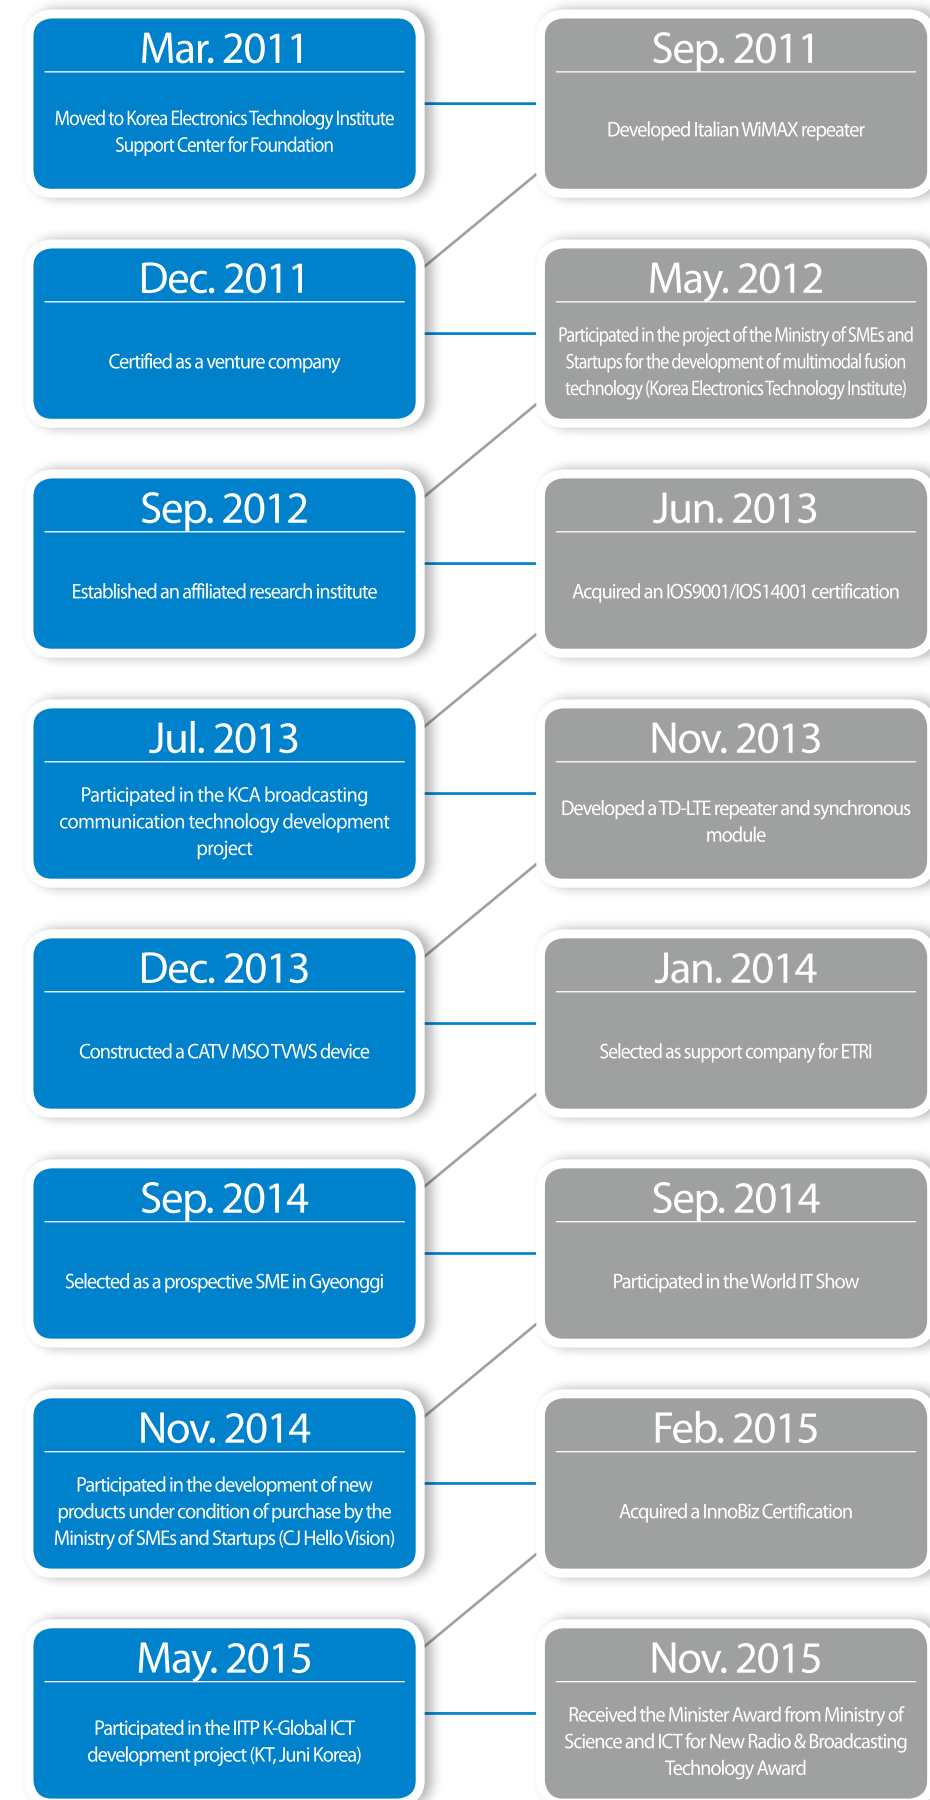 Mar. 2011
Moved to Korea Electronics Technology Institute
Support Center for Foundation
Sep. 2011
Developed Italian WiMAX repeater
Dec. 2011
Certified as a venture company
May. 2012
Participated in the project of the Ministry of SMEs and
Startups for the development of multimodal fusion
technology (Korea Electronics Technology Institute)
Sep. 2012
Established an affiliated research institute
Jun. 2013
Acquired an IOS9001/IOS14001 certification
Jul. 2013
Participated in the KCA broadcasting
communication technology development
project
Nov. 2013
Developed a TD-LTE repeater and synchronous
module
Dec. 2013
Constructed a CATV MSO TVWS device
Jan. 2014
Selected as support company for ETRI
Sep. 2014
Selected as a prospective SME in Gyeonggi
Sep. 2014
Participated in the World IT Show
Nov. 2014
Participated in the development of new
products under condition of purchase by the
Ministry of SMEs and Startups (CJ Hello Vision)
Feb. 2015
Acquired a InnoBiz Certification
May. 2015
Participated in the IITP K-Global ICT
development project (KT, Juni Korea)
Nov. 2015
Received the Minister Award from Ministry of
Science and ICT for New Radio & Broadcasting
Technology Award